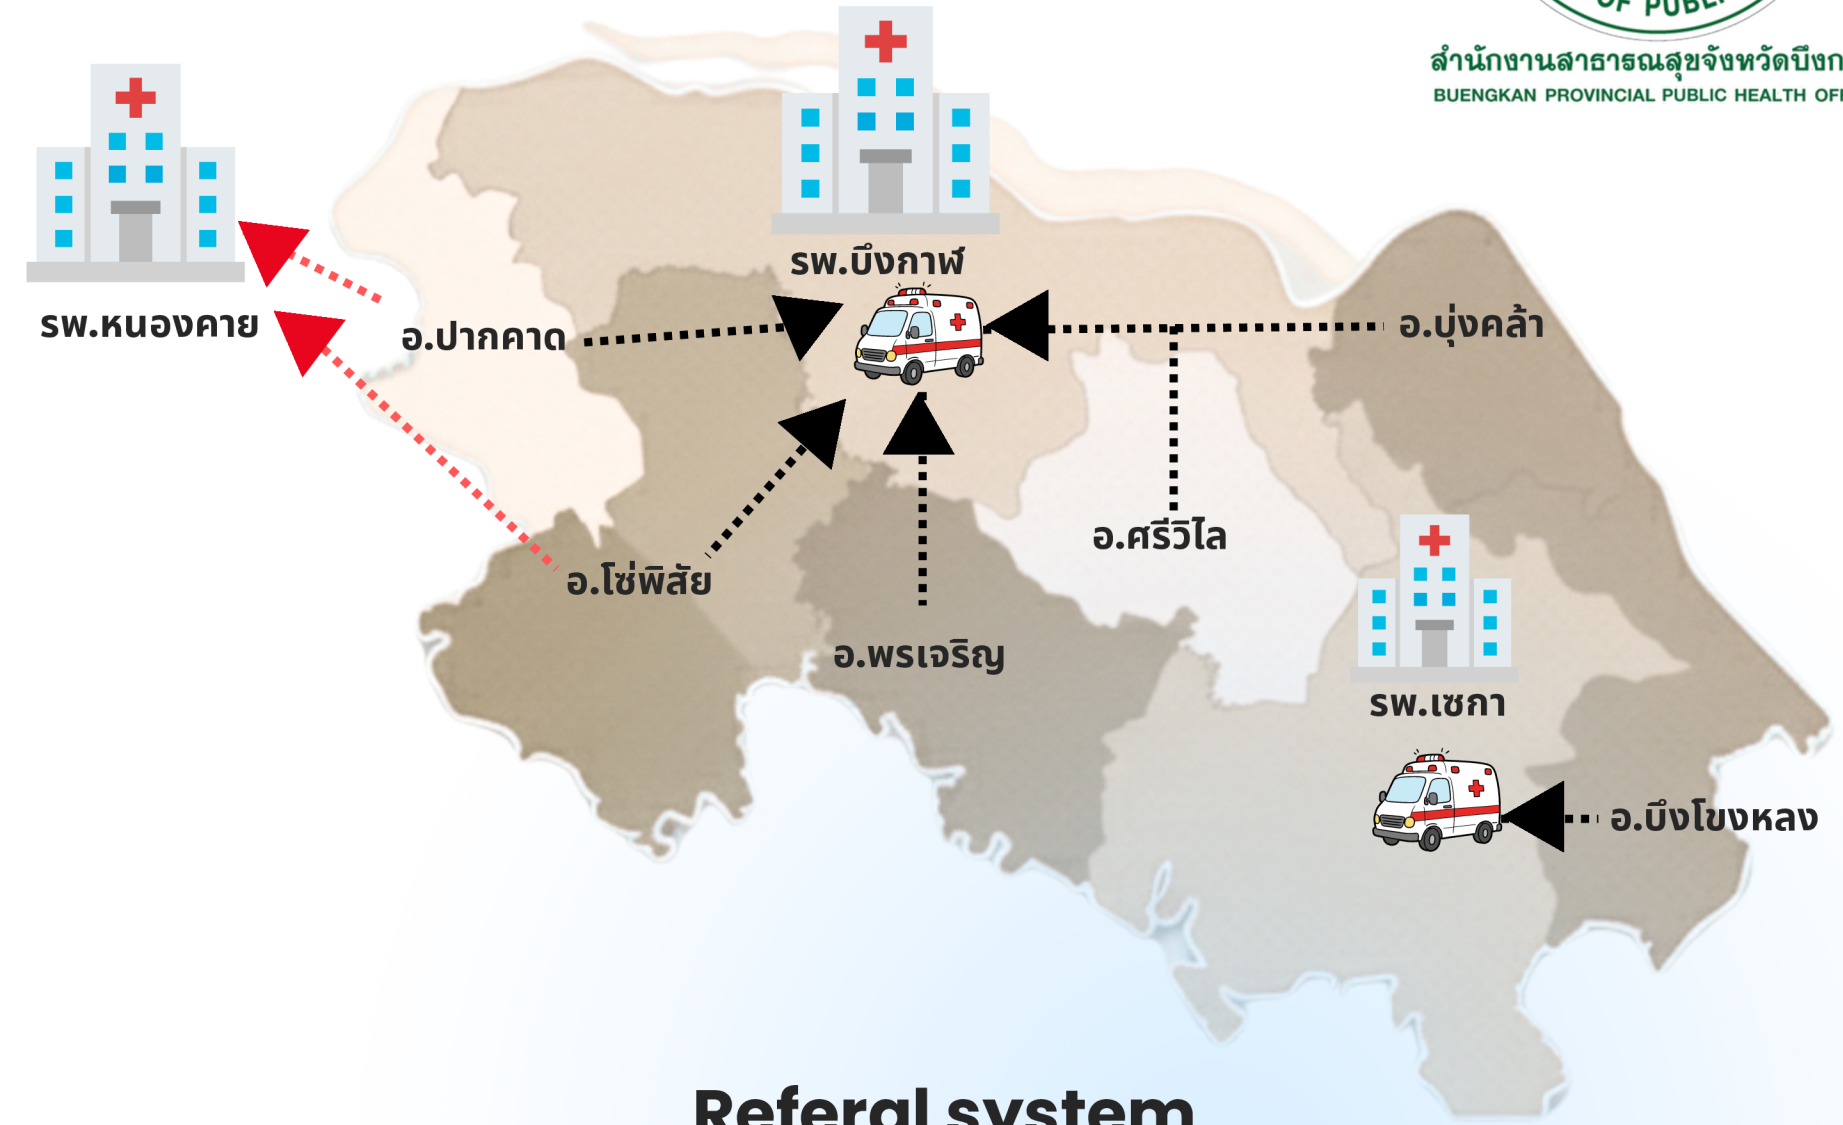 OF PUBLI
สำนักงานสาธารณสุขจังหวัดบึงก
BUENGKAN PROVINCIAL PUBLIC HEALTH OF
รพ.บึงกาฬ
รพ.หนองคาย
อ.ปากคาด
อ.บุ่งคล้า
อ.ศรีวิไล
อ.โซ่พิสัย
อ.พรเจริญ
รพ.เซกา
อ.บึงโขงหลง
Referal system